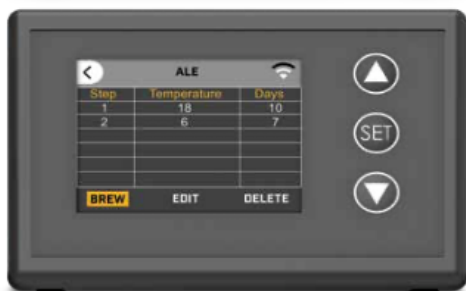 ALE
Step Temperature Days
1 18 10
2 6 7
BREW EDIT DELETE
SET